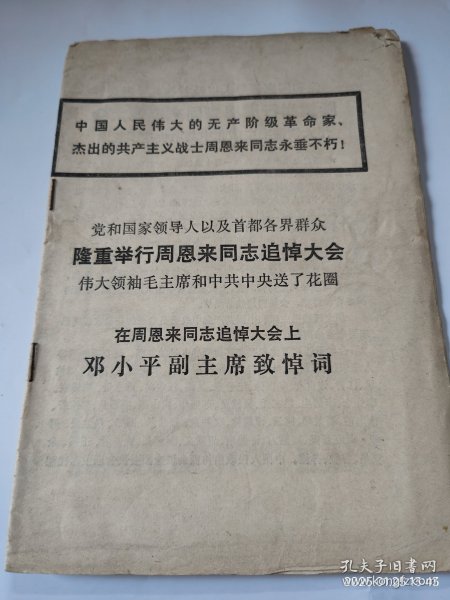 中国人民伟大的无产阶级革命家、
杰出的共产主义战士周恩来同志永垂不朽！
党和国家领导人以及首都各界群众
隆重举行周恩来同志追悼大会
伟大领袖毛主席和中共中央送了花圈
在周恩来同志追悼大会上
邓小平副主席致悼词
孔夫子旧书网
2025.01.25 13:45